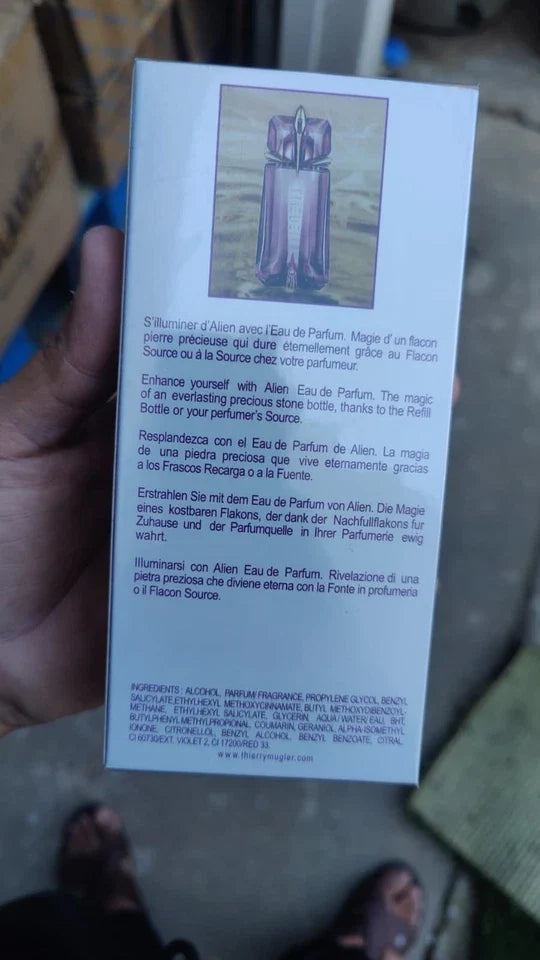 S'illuminer d'Alien avec l'Eau de Parfum. Magie d' un flacon
pierre précieuse qui dure éternellement grâce au Flacon
Source ou à la Source chez votre parfumeur.
Enhance yourself with Alien Eau de Parfum. The magic
of an everlasting precious stone bottle, thanks to the Refill
Bottle or your perfumer's Source.
Resplandezca con el Eau de Parfum de Alien. La magia
de una piedra preciosa que vive eternamente gracias
a los Frascos Recarga o a la Fuente.
Erstrahlen Sie mit dem Eau de Parfum von Alien. Die Magie
eines kostbaren Flakons, der dank der Nachfullflakons fur
Zuhause und der Parfumquelle in Ihrer Parfumerie ewig
wahrt.
Illuminarsi con Alien Eau de Parfum. Rivelazione di una
pietra preziosa che diviene eterna con la Fonte in profumeria
o il Flacon Source.
INGREDIENTS : ALCOHOL, PARFUM/ FRAGRANCE, PROPYLENE GLYCOL, BENZYL
SALICYLATE, ETHYLHEXYL METHOXYCINNAMATE, BUTYL METHOXYDIBENZOYL-
METHANE, ETHYLHEXYL SALICYLATE, GLYCERIN, AQUA/ WATER/ EAU, BHT,
BUTYLPHENYL METHYLPROPIONAL, COUMARIN, GERANIOL, ALPHA-ISOMETHYL
IONONE, CITRONELLOL, BENZYL ALCOHOL, BENZYL BENZOATE, CITRAL,
CI 60730/EXT. VIOLET 2, CI 17200/RED 33.
www.thierrymugler.com